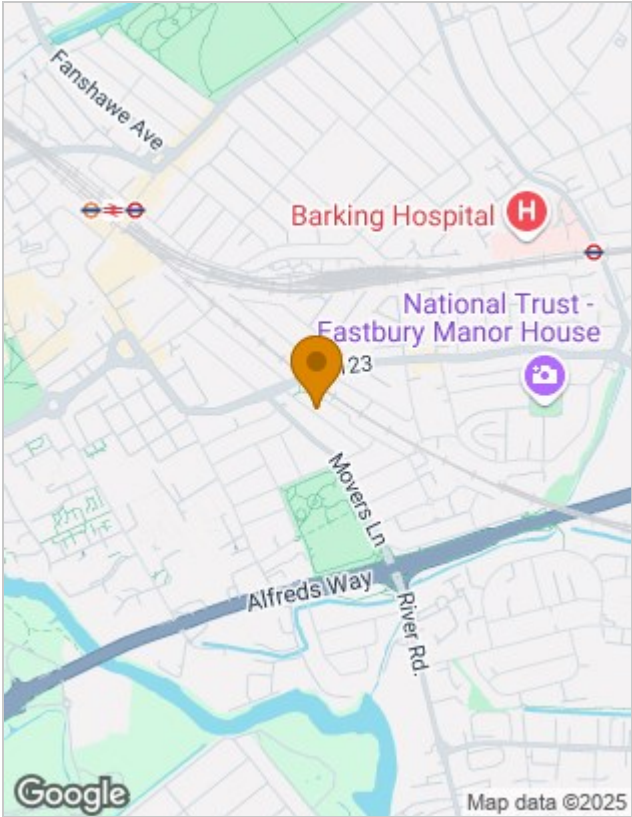 Fanshawe Ave
Barking Hospital
H
National Trust -
Eastbury Manor House
123
Movers Ln
Alfreds Way
River Rd.
Google
Map data ©2025